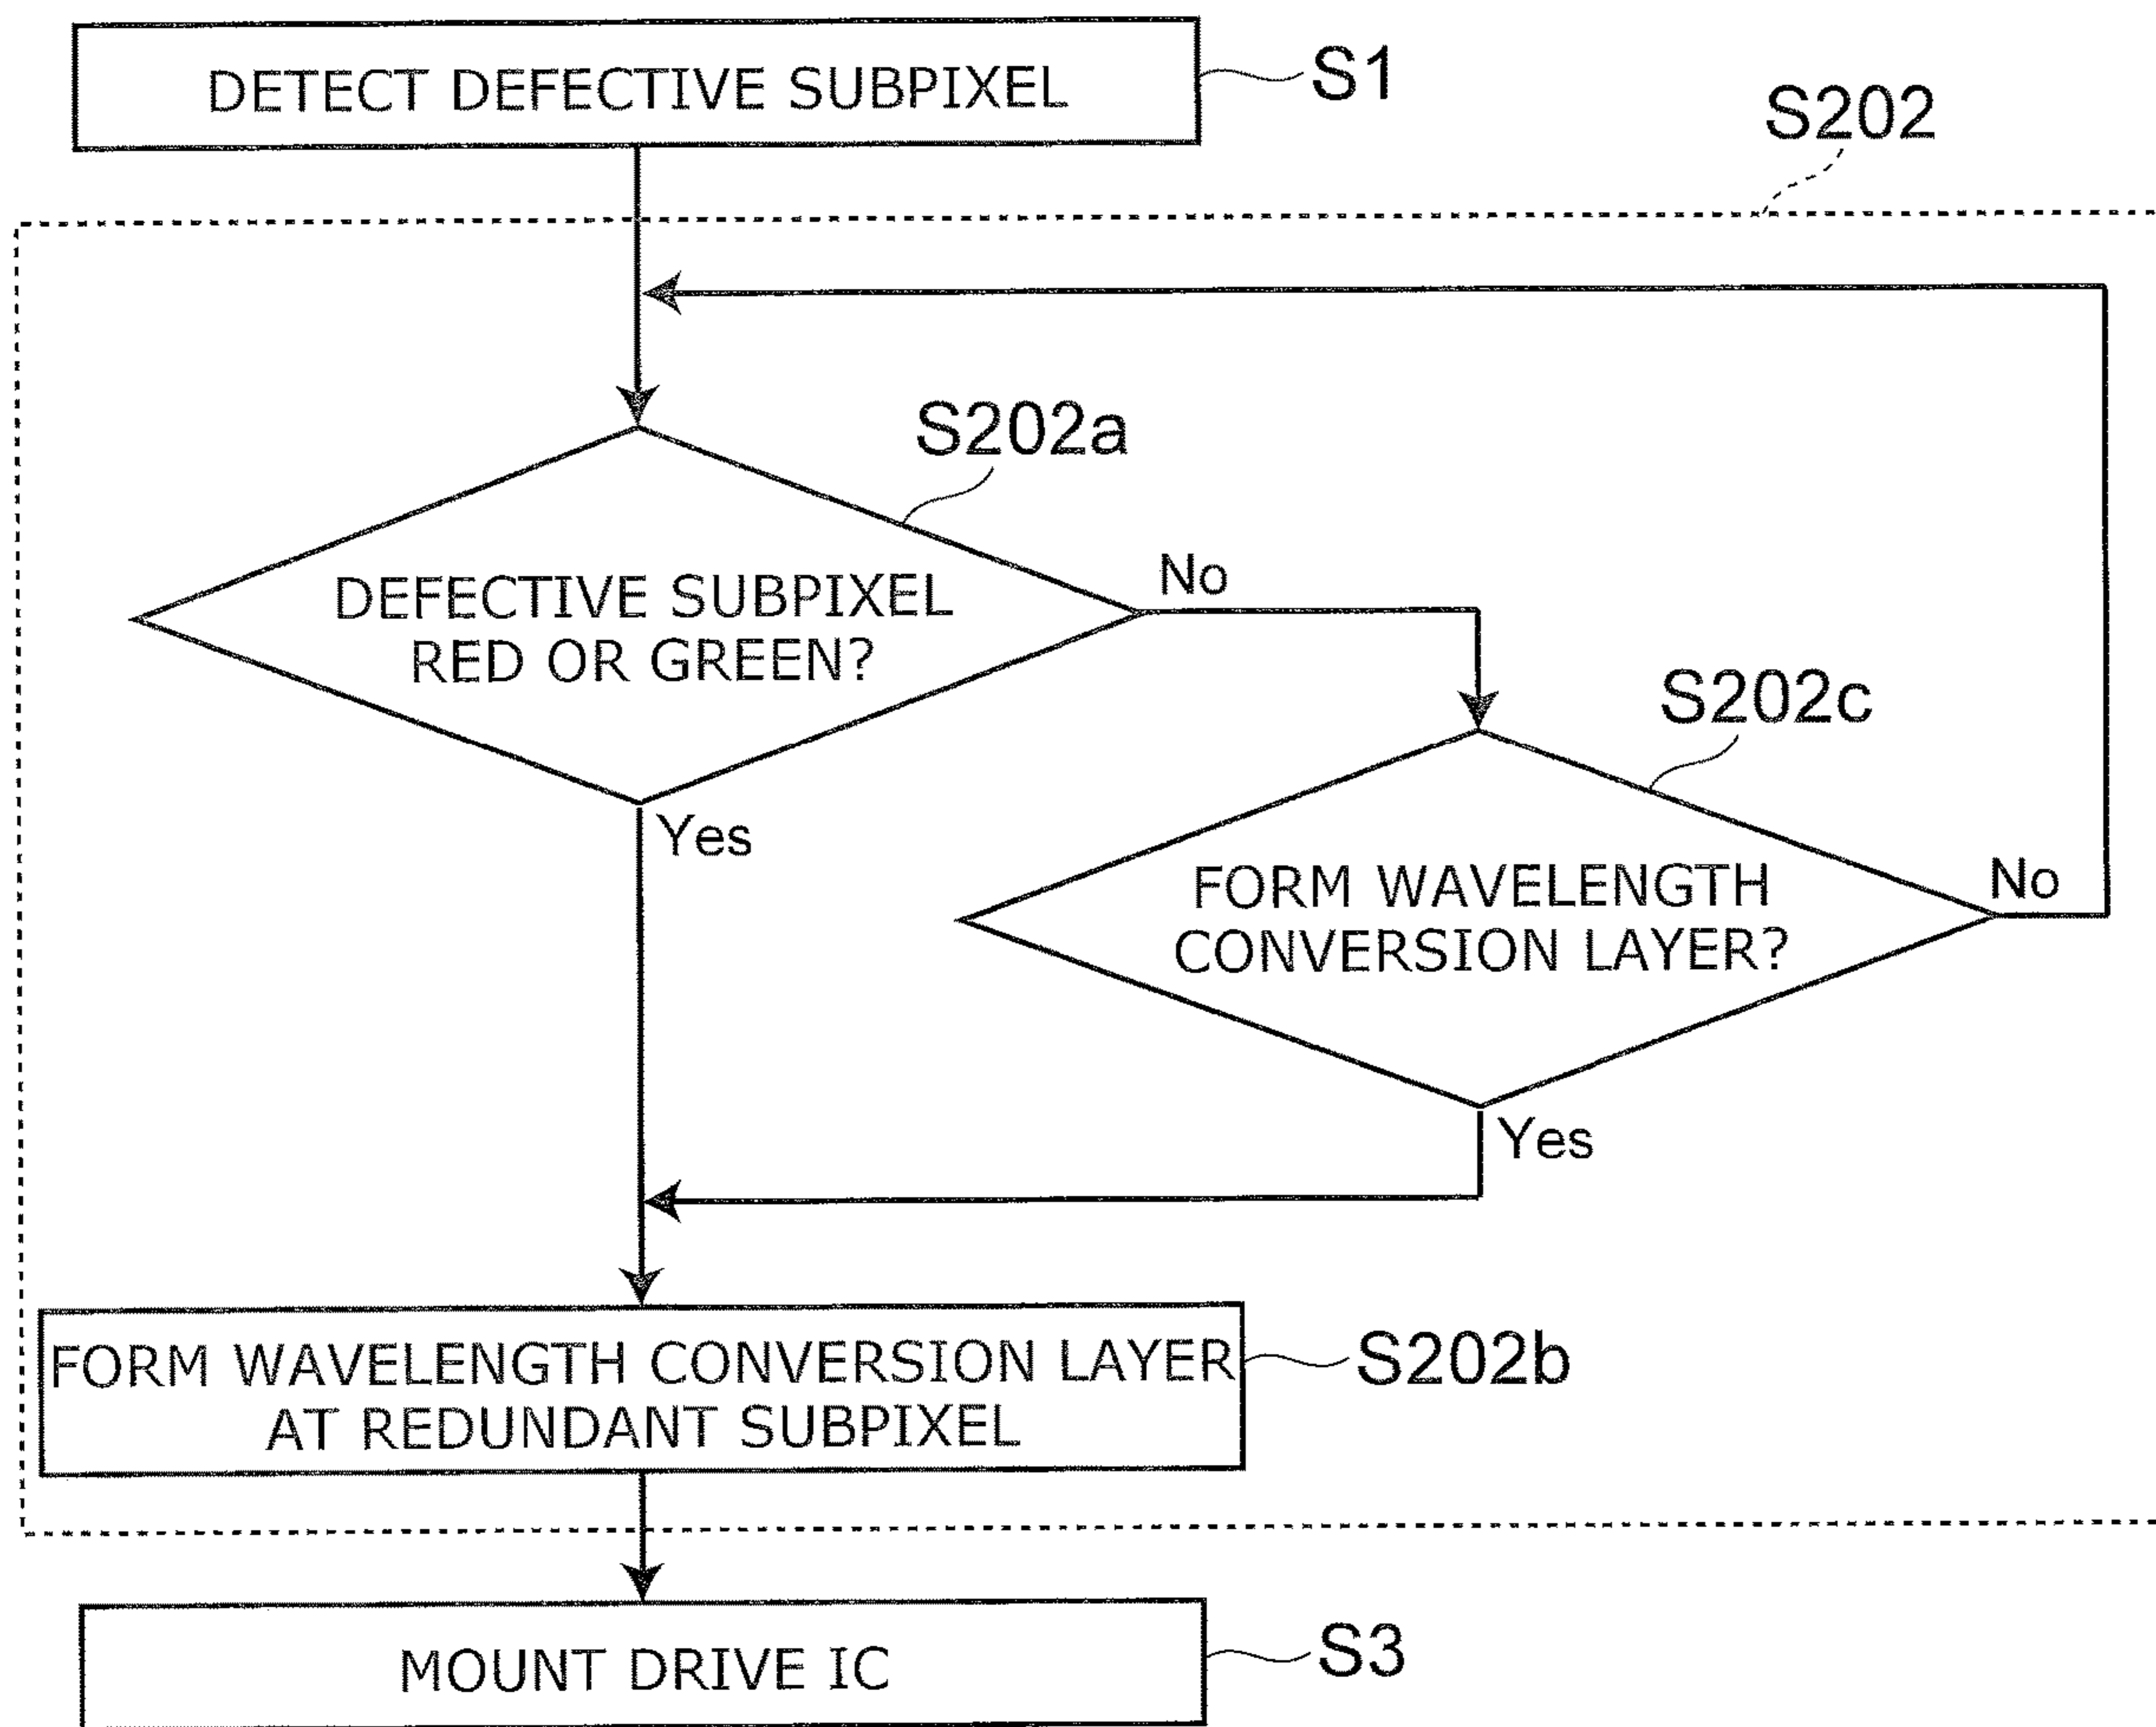 DETECT DEFECTIVE SUBPIXEL
S1
S202
S202a
DEFECTIVE SUBPIXEL
RED OR GREEN?
No
Yes
S202c
FORM WAVELENGTH
CONVERSION LAYER?
No
Yes
FORM WAVELENGTH CONVERSION LAYER
AT REDUNDANT SUBPIXEL
S202b
MOUNT DRIVE IC
S3